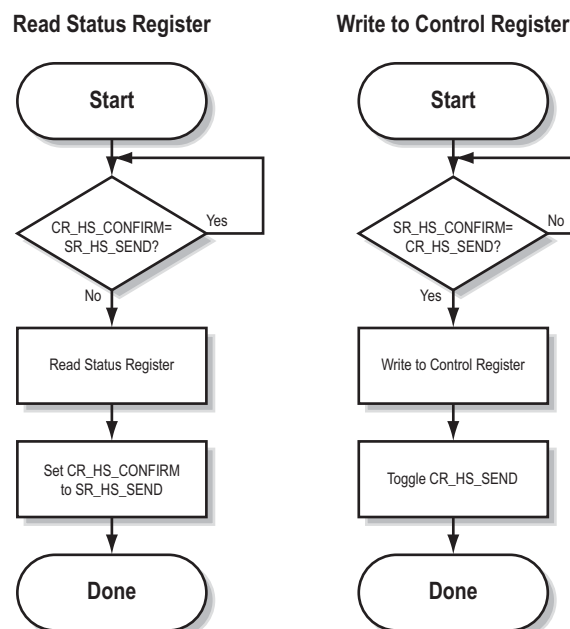 Read Status Register
Start
CR_HS_CONFIRM=
SR_HS_SEND?
Yes
No
Read Status Register
Set CR_HS_CONFIRM
to SR_HS_SEND
Done
Write to Control Register
Start
SR_HS_CONFIRM=
CR_HS_SEND?
No
Yes
Write to Control Register
Toggle CR_HS_SEND
Done